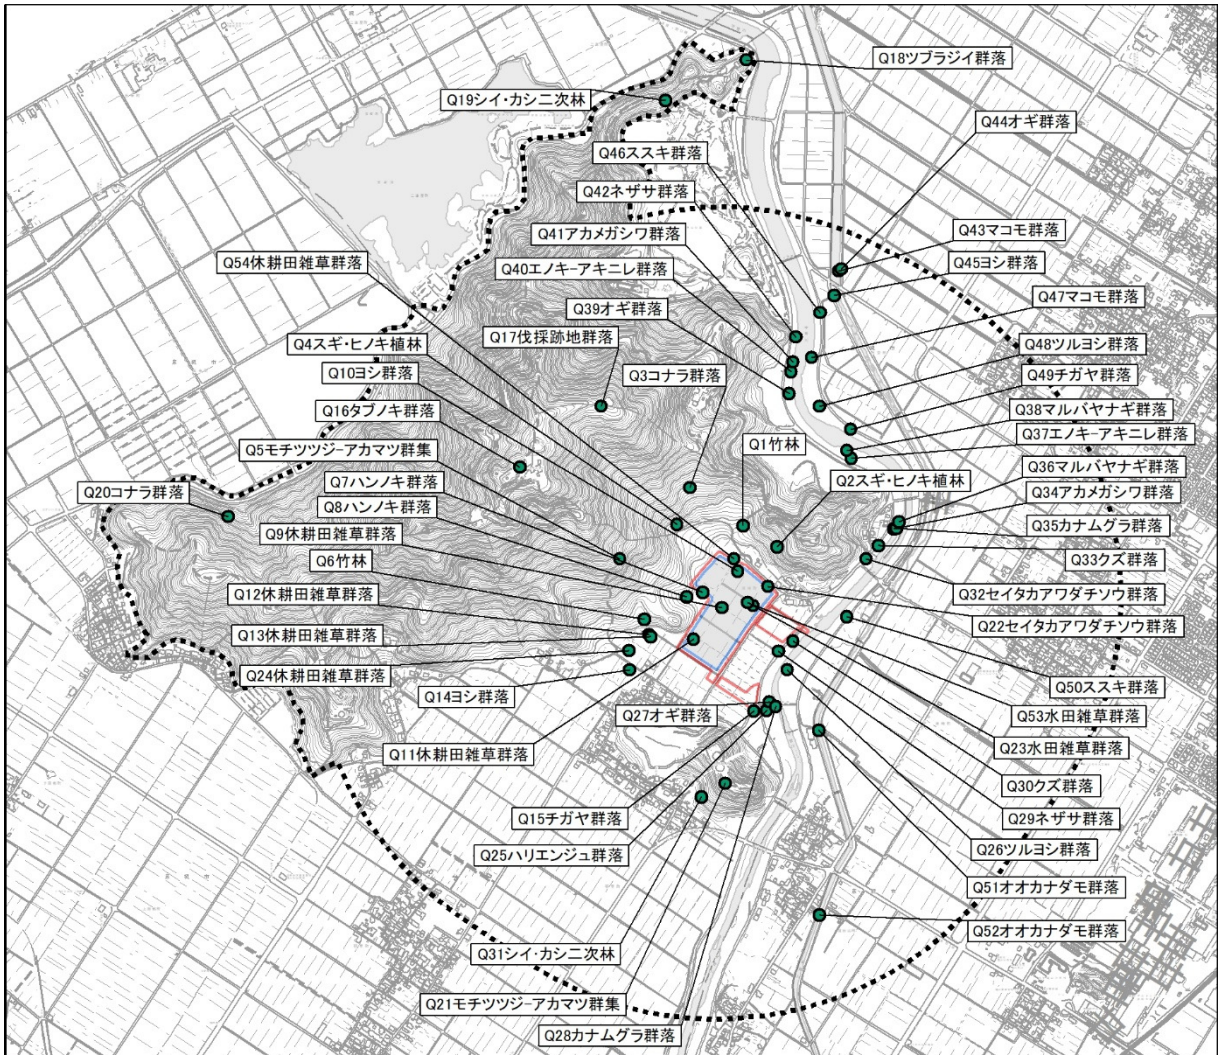 Q18ツブラジイ群落
Q19シイ・カシ二次林
Q44オギ群落
Q46ススキ群落
Q42ネザサ群落
Q43マコモ群落
Q41アカメガシワ群落
Q54休耕田雑草群落
Q45ヨシ群落
Q40エノキ-アキニレ群落
Q47マコモ群落
Q39オギ群落
Q17伐採跡地群落
Q4スギ・ヒノキ植林
Q48ツルヨシ群落
Q10ヨシ群落
Q3コナラ群落
Q49チガヤ群落
Q16タブノキ群落
Q38マルバヤナギ群落
Q5モチツツジ-アカマツ群集
Q1竹林
Q37エノキ-アキニレ群落
Q36マルバヤナギ群落
Q7ハンノキ群落
Q2スギ・ヒノキ植林
Q20コナラ群落
Q34アカメガシワ群落
Q8ハンノキ群落
Q35カナムグラ群落
Q9休耕田雑草群落
Q33クズ群落
Q6竹林
Q32セイタカアワダチソウ群落
Q12休耕田雑草群落
Q22セイタカアワダチソウ群落
Q13休耕田雑草群落
Q24休耕田雑草群落
Q50ススキ群落
Q14ヨシ群落
Q27オギ群落
Q53水田雑草群落
Q23水田雑草群落
Q11休耕田雑草群落
Q30クズ群落
Q15チガヤ群落
Q29ネザサ群落
Q25ハリエンジュ群落
Q26ツルヨシ群落
Q51オオカナダモ群落
Q52オオカナダモ群落
Q31シイ・カシ二次林
Q21モチツツジ-アカマツ群集
Q28カナムグラ群落